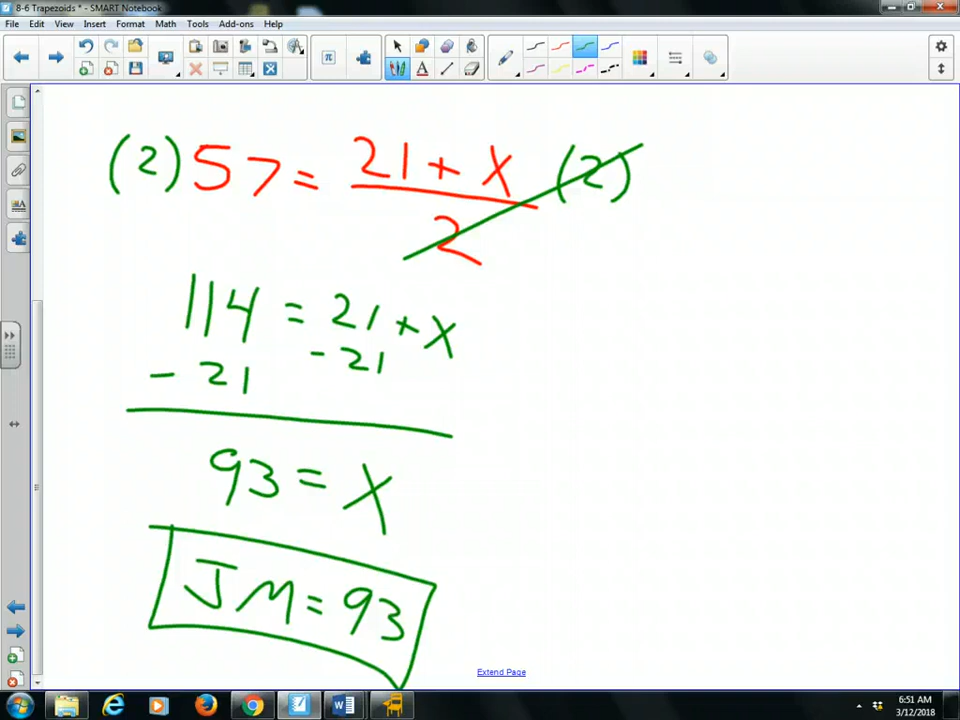 8-6 Trapezoids * - SMART Notebook
File Edit View Insert Format Math Tools Add-ons Help
(2) 57 = 21 + x (2)
2
114 = 21 + x
- 21 - 21
93 = x
JM = 93
Extend Page
6:51 AM
3/12/2018